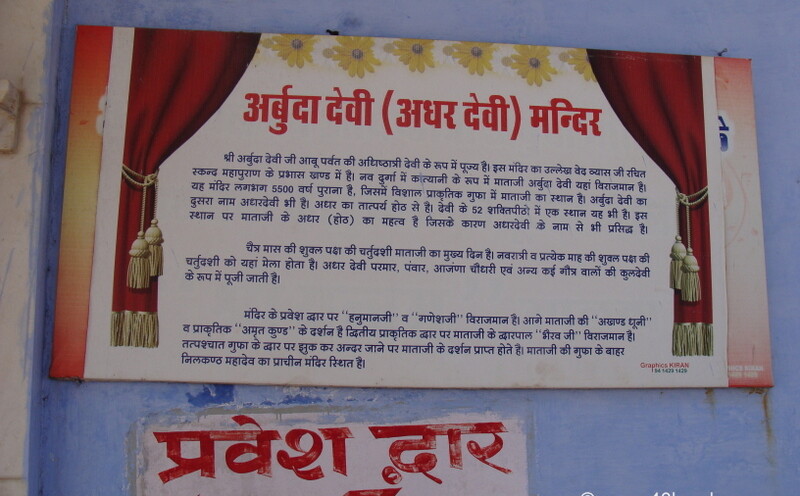 अर्बुदा देवी (अधर देवी) मन्दिर
श्री अर्बुदा देवी जी आबू पर्वत की अधिष्ठात्री देवी के रूप में पूज्य है। इस मंदिर का उल्लेख वेद व्यास जी रचित
स्कन्द महापुराण के प्रभास खण्ड में है। नव दुर्गा में कात्यानी के रूप में माताजी अर्बुदा देवी यहां विराजमान है।
यह मंदिर लगभग 5500 वर्ष पुराना है, जिसमें विशाल प्राकृतिक गुफा में माताजी का स्थान है। अर्बुदा देवी का
दुसरा नाम अधरदेवी भी है। अधर का तात्पर्य होठ से है। देवी के 52 शक्तिपीठो में एक स्थान यह भी है। इस
स्थान पर माताजी के अधर (होठ) का महत्व है जिसके कारण अधरदेवी के नाम से भी प्रसिद्ध है।
चैत्र मास की शुक्ल पक्ष की चर्तुदशी माताजी का मुख्य दिन है। नवरात्री व प्रत्येक माह की शुक्ल पक्ष की
चर्तुदशी को यहां मेला होता है। अधर देवी परमार, पंवार, आजणा चौधरी एवं अन्य कई गौत्र वालों की कुलदेवी
के रूप में पूजी जाती है।
मंदिर के प्रवेश द्वार पर ‘‘हनुमानजी’’ व ‘‘गणेशजी’’ विराजमान है। आगे माताजी की ‘‘अखण्ड धूनी’’
व प्राकृतिक ‘‘अमृत कुण्ड’’ के दर्शन है द्वितीय प्राकृतिक द्वार पर माताजी के द्वारपाल ‘‘भैरव जी’’ विराजमान है।
तत्पश्चात गुफा के द्वार पर झुक कर अन्दर जाने पर माताजी के दर्शन प्राप्त होते है। माताजी की गुफा के बाहर
निलकण्ठ महादेव का प्राचीन मंदिर स्थित है।
Graphics KIRAN
प्रवेश द्वार